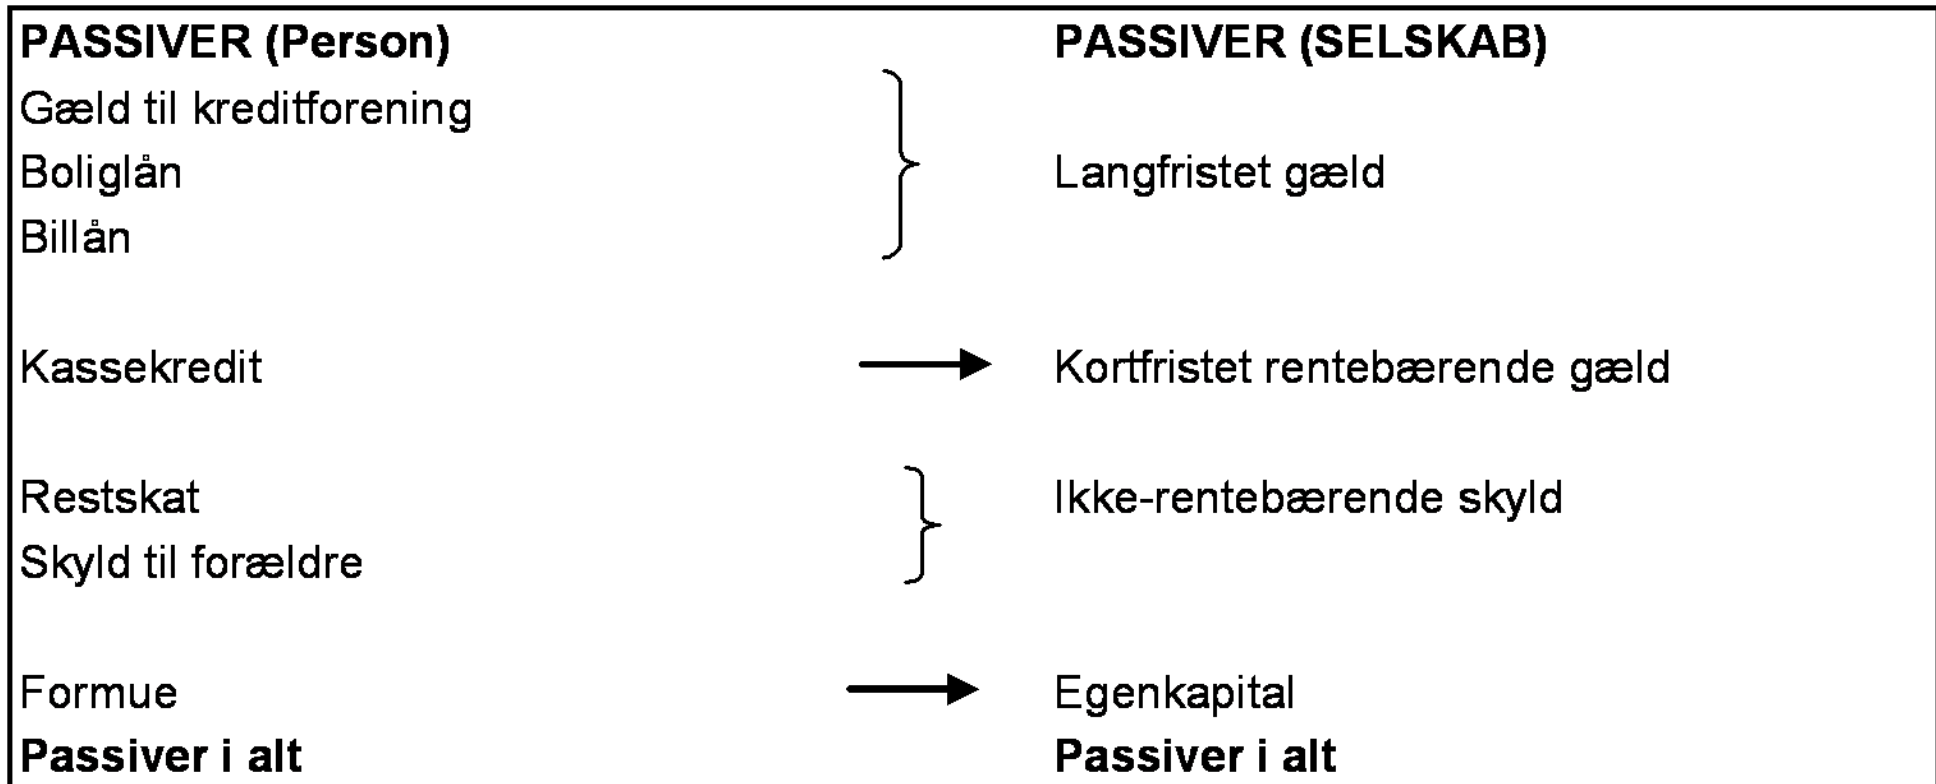 PASSIVER (Person) PASSIVER (SELSKAB)
Gæld til kreditforening
Boliglån Langfristet gæld
Billån
Kassekredit Kortfristet rentebærende gæld
Restskat Ikke-rentebærende skyld
Skyld til forældre
Formue Egenkapital
Passiver i alt Passiver i alt